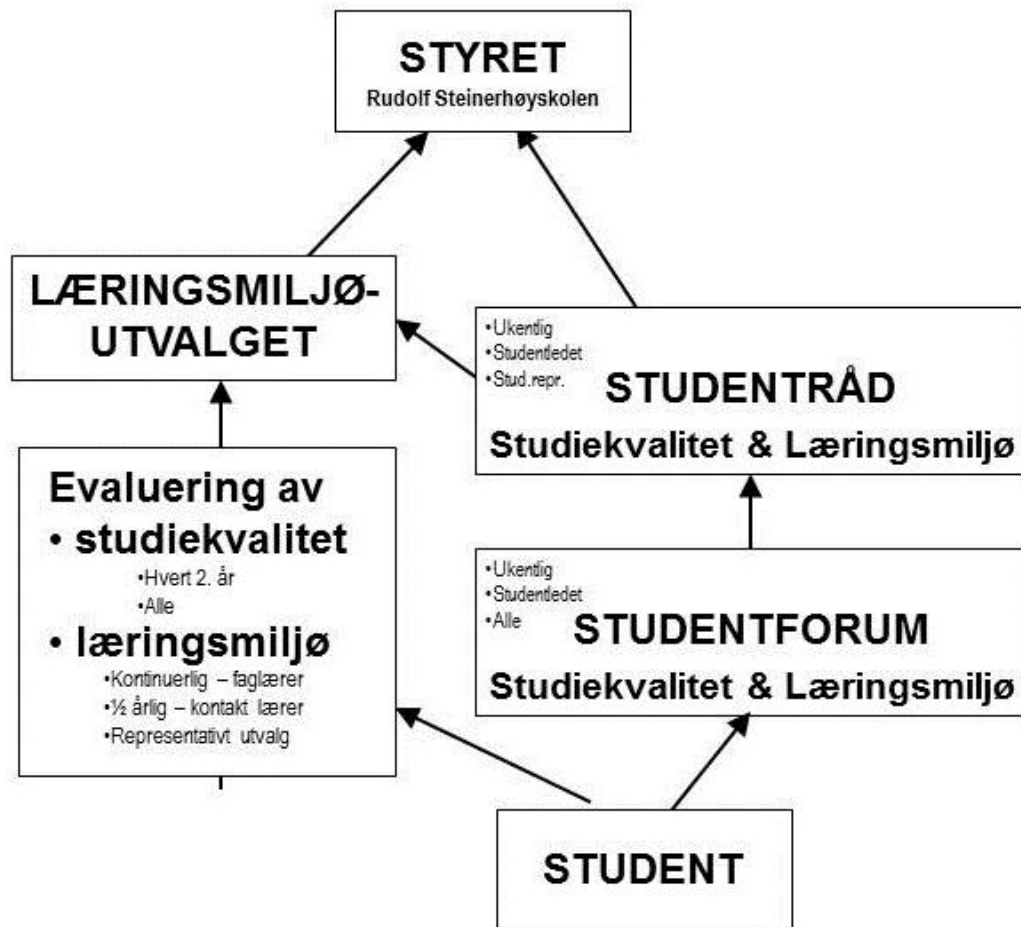 STYRET
Rudolf Steinerhøyskolen
LÆRINGSMILJØ-
UTVALGET
•Ukentlig
•Studentledet
•Stud.repr.
STUDENTRÅD
Studiekvalitet & Læringsmiljø
Evaluering av
• studiekvalitet
•Hvert 2. år
•Alle
• læringsmiljø
•Kontinuerlig – faglærer
•½ årlig – kontakt lærer
•Representativt utvalg
•Ukentlig
•Studentledet
•Alle
STUDENTFORUM
Studiekvalitet & Læringsmiljø
STUDENT